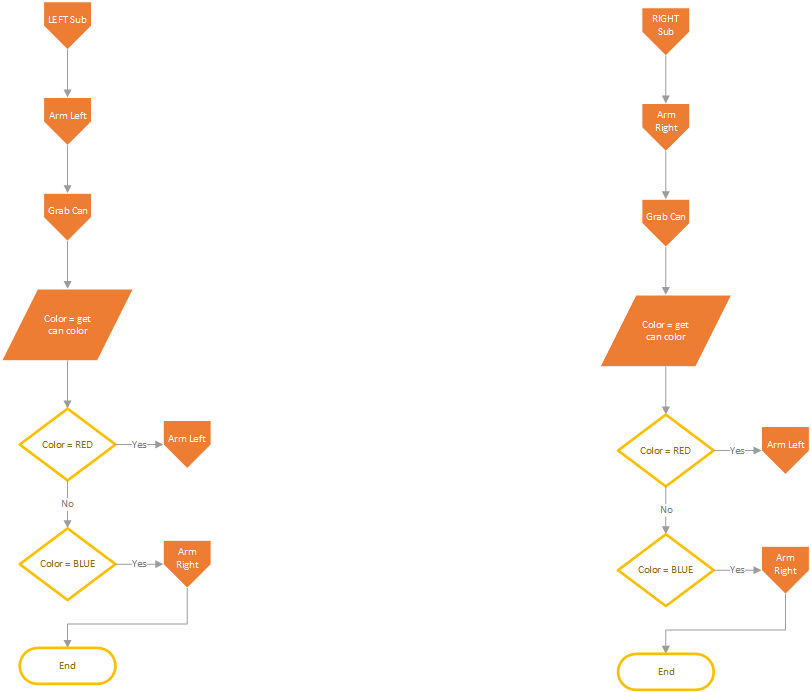 LEFT Sub
Arm Left
Grab Can
Color = get
can color
Color = RED
Yes
Arm Left
No
Color = BLUE
Yes
Arm
Right
End
RIGHT
Sub
Arm
Right
Grab Can
Color = get
can color
Color = RED
Yes
Arm Left
No
Color = BLUE
Yes
Arm
Right
End